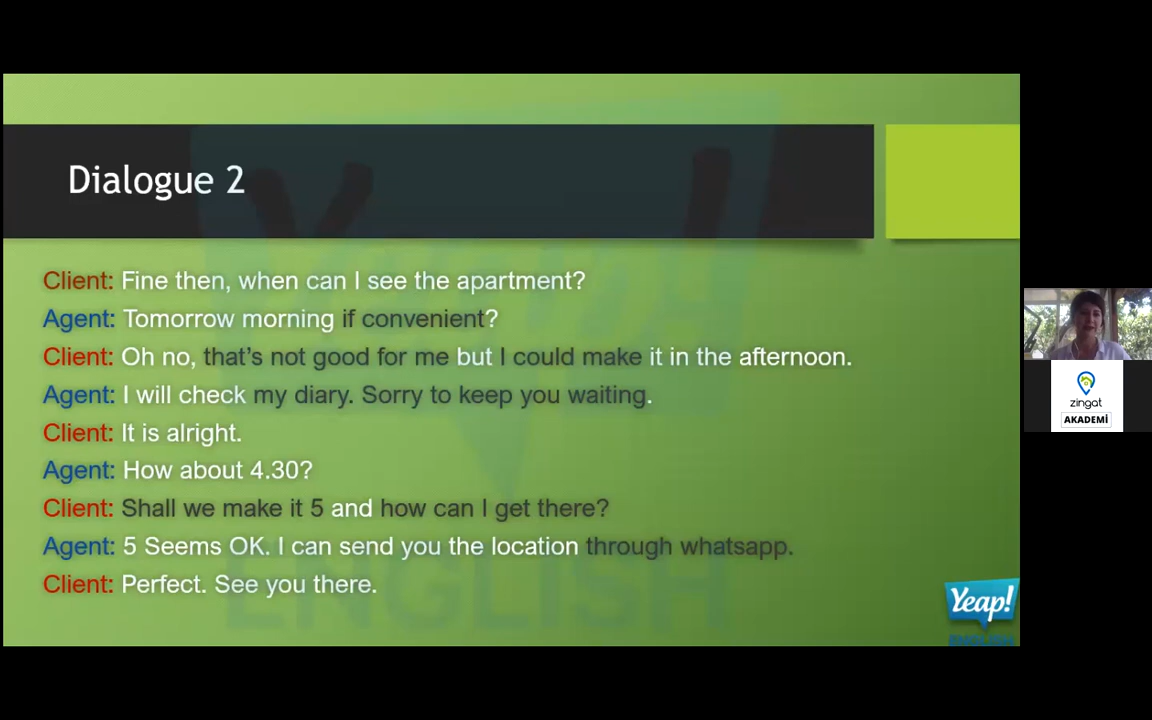 Dialogue 2
Client: Fine then, when can I see the apartment?
Agent: Tomorrow morning if convenient?
Client: Oh no, that's not good for me but I could make it in the afternoon.
Agent: I will check my diary. Sorry to keep you waiting.
Client: It is alright.
Agent: How about 4.30?
Client: Shall we make it 5 and how can I get there?
Agent: 5 Seems OK. I can send you the location through whatsapp.
Client: Perfect. See you there.
Yeap!
ENGLISH
zingat
AKADEMİ